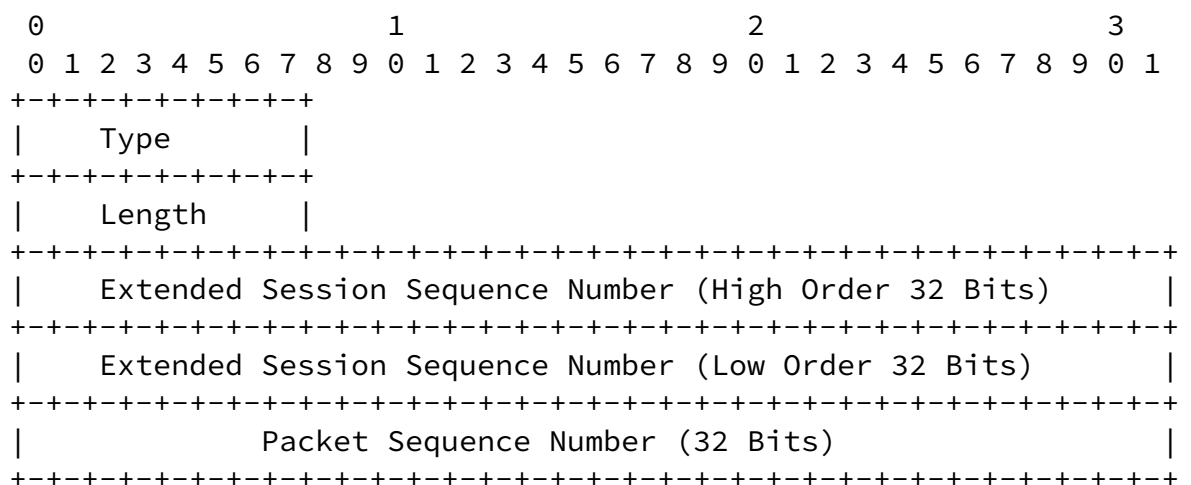 0                   1                   2                   3
 0 1 2 3 4 5 6 7 8 9 0 1 2 3 4 5 6 7 8 9 0 1 2 3 4 5 6 7 8 9 0 1
+-+-+-+-+-+-+-+-+
|    Type       |
+-+-+-+-+-+-+-+-+
|    Length     |
+-+-+-+-+-+-+-+-+-+-+-+-+-+-+-+-+-+-+-+-+-+-+-+-+-+-+-+-+-+-+-+-+
|    Extended Session Sequence Number (High Order 32 Bits)      |
+-+-+-+-+-+-+-+-+-+-+-+-+-+-+-+-+-+-+-+-+-+-+-+-+-+-+-+-+-+-+-+-+
|    Extended Session Sequence Number (Low Order 32 Bits)       |
+-+-+-+-+-+-+-+-+-+-+-+-+-+-+-+-+-+-+-+-+-+-+-+-+-+-+-+-+-+-+-+-+
|             Packet Sequence Number (32 Bits)                  |
+-+-+-+-+-+-+-+-+-+-+-+-+-+-+-+-+-+-+-+-+-+-+-+-+-+-+-+-+-+-+-+-+